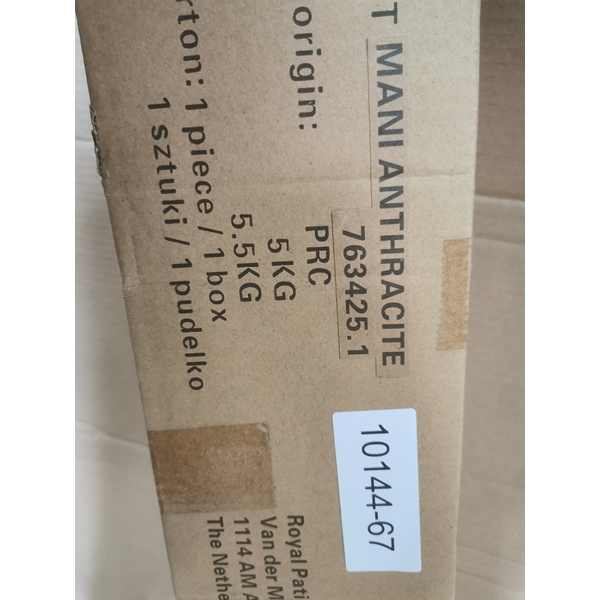 T MANI ANTHRACITE
763425.1
origin: PRC
5KG
5.5KG
rton: 1 piece / 1 box
1 sztuki / 1 pudelko
10144-67
Royal Pati
Van der M
1114 AM A
The Nethe